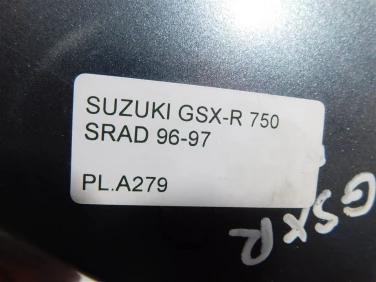 SUZUKI GSX-R 750
SRAD 96-97
PL.A279
GSXR